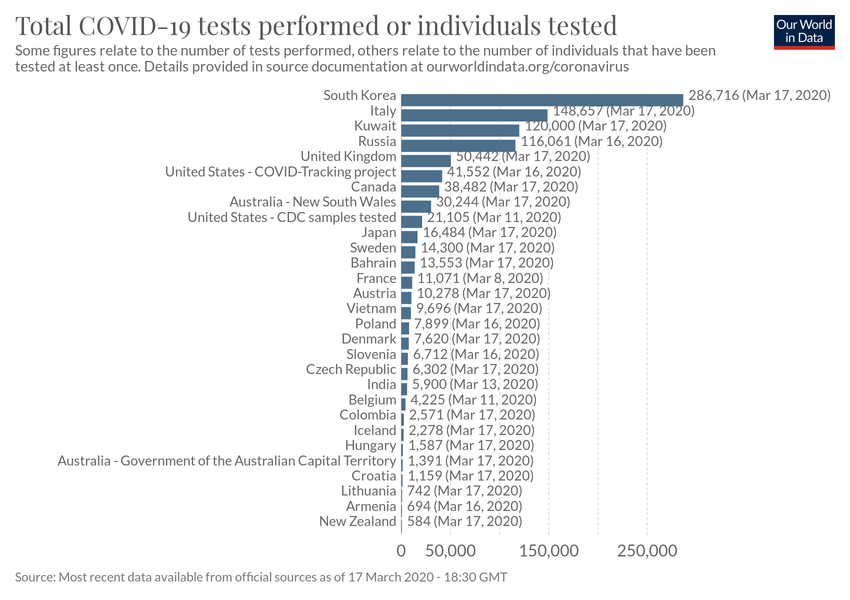 Total COVID-19 tests performed or individuals tested
Our World
in Data
Some figures relate to the number of tests performed, others relate to the number of individuals that have been
tested at least once. Details provided in source documentation at ourworldindata.org/coronavirus
South Korea 286,716 (Mar 17, 2020)
Italy 148,657 (Mar 17, 2020)
Kuwait 120,000 (Mar 17, 2020)
Russia 116,061 (Mar 16, 2020)
United Kingdom 50,442 (Mar 17, 2020)
United States - COVID-Tracking project 41,552 (Mar 16, 2020)
Canada 38,482 (Mar 17, 2020)
Australia - New South Wales 30,244 (Mar 17, 2020)
United States - CDC samples tested 21,105 (Mar 11, 2020)
Japan 16,484 (Mar 17, 2020)
Sweden 14,300 (Mar 17, 2020)
Bahrain 13,553 (Mar 17, 2020)
France 11,071 (Mar 8, 2020)
Austria 10,278 (Mar 17, 2020)
Vietnam 9,696 (Mar 17, 2020)
Poland 7,899 (Mar 16, 2020)
Denmark 7,620 (Mar 17, 2020)
Slovenia 6,712 (Mar 16, 2020)
Czech Republic 6,302 (Mar 17, 2020)
India 5,900 (Mar 13, 2020)
Belgium 4,225 (Mar 11, 2020)
Colombia 2,571 (Mar 17, 2020)
Iceland 2,278 (Mar 17, 2020)
Hungary 1,587 (Mar 17, 2020)
Australia - Government of the Australian Capital Territory 1,391 (Mar 17, 2020)
Croatia 1,159 (Mar 17, 2020)
Lithuania 742 (Mar 17, 2020)
Armenia 694 (Mar 16, 2020)
New Zealand 584 (Mar 17, 2020)
0 50,000 150,000 250,000
Source: Most recent data available from official sources as of 17 March 2020 - 18:30 GMT